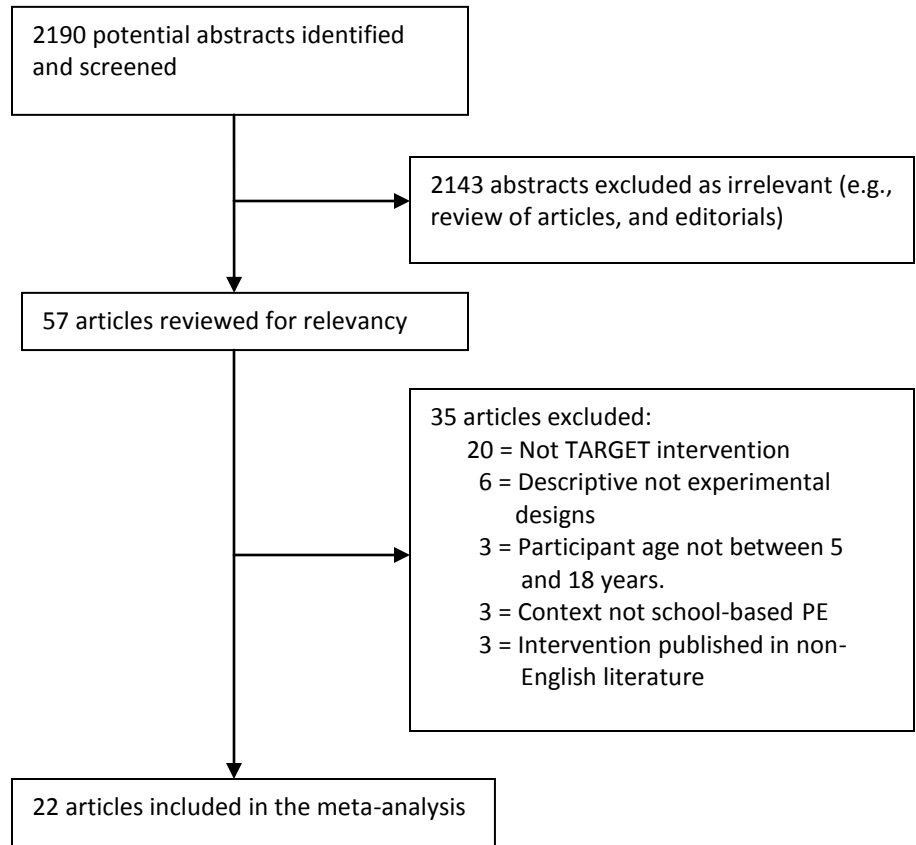 2190 potential abstracts identified
and screened
2143 abstracts excluded as irrelevant (e.g.,
review of articles, and editorials)
57 articles reviewed for relevancy
35 articles excluded:
20 = Not TARGET intervention
6 = Descriptive not experimental
designs
3 = Participant age not between 5
and 18 years.
3 = Context not school-based PE
3 = Intervention published in non-
English literature
22 articles included in the meta-analysis